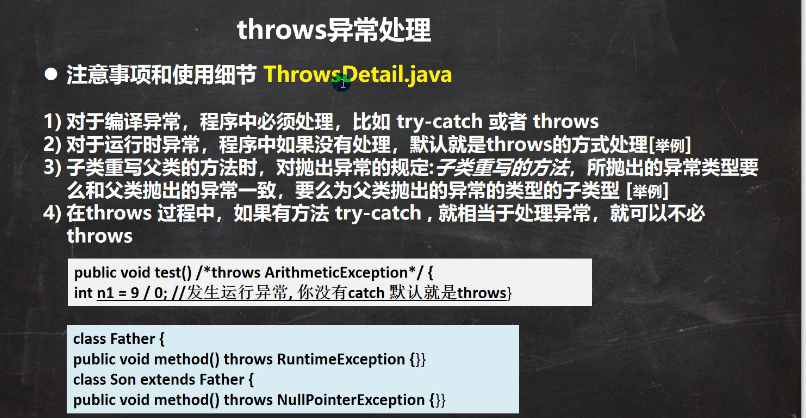 throws异常处理
● 注意事项和使用细节 ThrowsDetail.java
1) 对于编译异常，程序中必须处理，比如 try-catch 或者 throws
2) 对于运行时异常，程序中如果没有处理，默认就是throws的方式处理[举例]
3) 子类重写父类的方法时，对抛出异常的规定:子类重写的方法，所抛出的异常类型要
么和父类抛出的异常一致，要么为父类抛出的异常的类型的子类型 [举例]
4) 在throws 过程中，如果有方法 try-catch , 就相当于处理异常，就可以不必
throws
public void test() /*throws ArithmeticException*/ {
int n1 = 9 / 0; //发生运行异常, 你没有catch 默认就是throws}
class Father {
public void method() throws RuntimeException {}}
class Son extends Father {
public void method() throws NullPointerException {}}